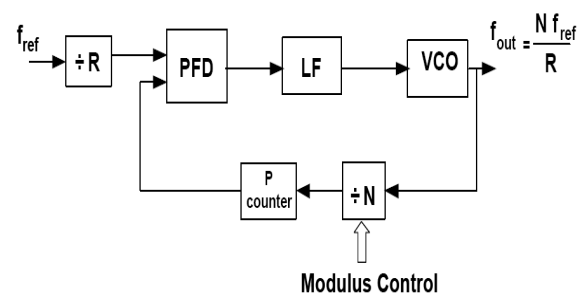 f_ref
÷R
PFD
LF
VCO
f_out = N f_ref / R
P
counter
÷N
Modulus Control